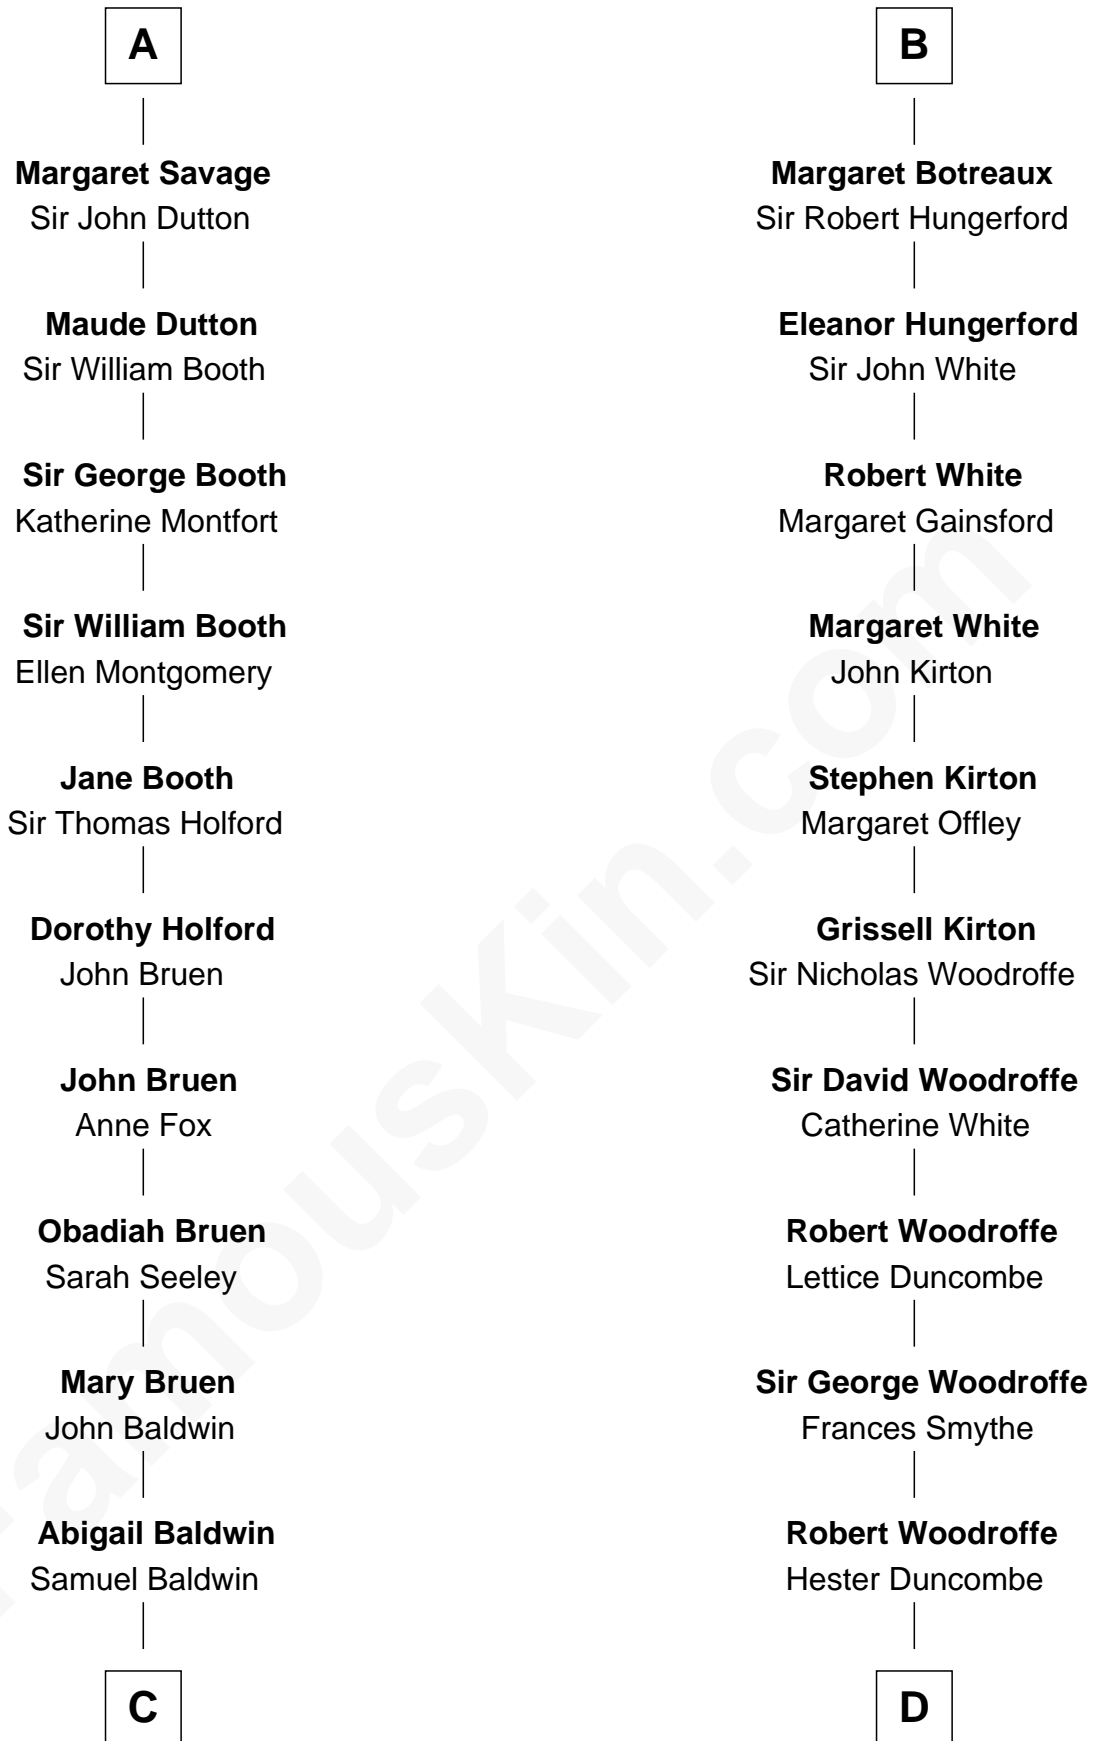 A
Margaret Savage
Sir John Dutton
Maude Dutton
Sir William Booth
Sir George Booth
Katherine Montfort
Sir William Booth
Ellen Montgomery
Jane Booth
Sir Thomas Holford
Dorothy Holford
John Bruen
John Bruen
Anne Fox
Obadiah Bruen
Sarah Seeley
Mary Bruen
John Baldwin
Abigail Baldwin
Samuel Baldwin
C
B
Margaret Botreaux
Sir Robert Hungerford
Eleanor Hungerford
Sir John White
Robert White
Margaret Gainsford
Margaret White
John Kirton
Stephen Kirton
Margaret Offley
Grissell Kirton
Sir Nicholas Woodroffe
Sir David Woodroffe
Catherine White
Robert Woodroffe
Lettice Duncombe
Sir George Woodroffe
Frances Smythe
Robert Woodroffe
Hester Duncombe
D
FamousKin.com